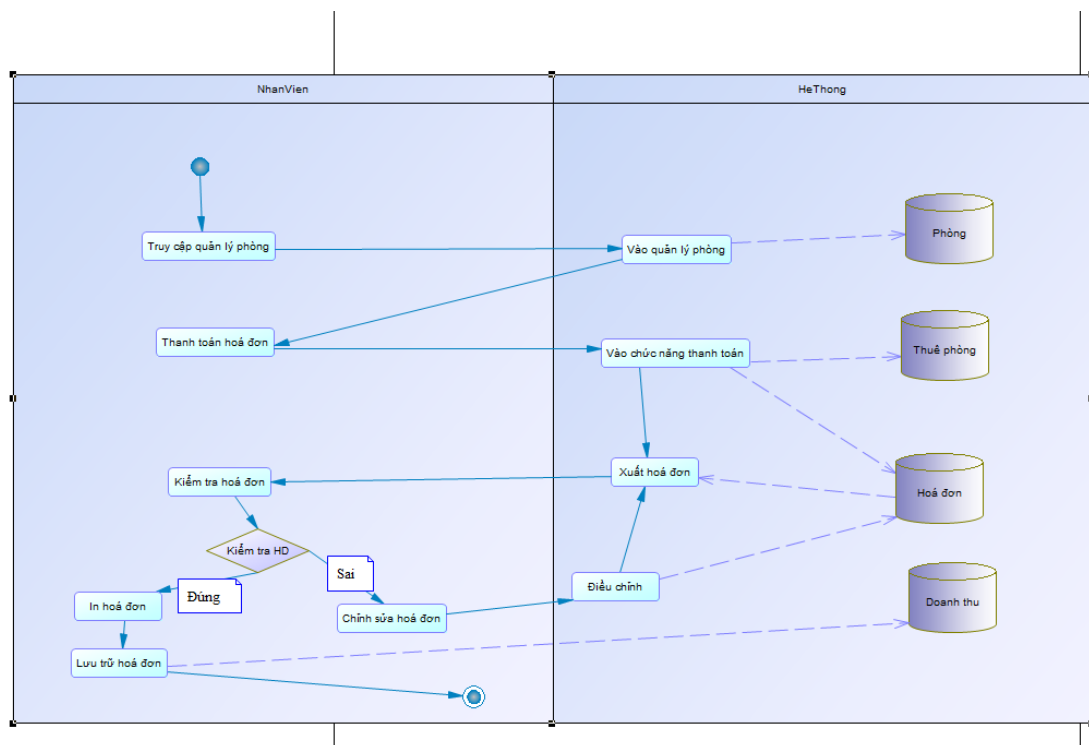 NhanVien
HeThong
Truy cập quản lý phòng
Vào quản lý phòng
Phòng
Thanh toán hoá đơn
Vào chức năng thanh toán
Thuê phòng
Kiểm tra hoá đơn
Xuất hoá đơn
Hoá đơn
Kiểm tra HD
Sai
Đúng
In hoá đơn
Chỉnh sửa hoá đơn
Điều chỉnh
Doanh thu
Lưu trữ hoá đơn